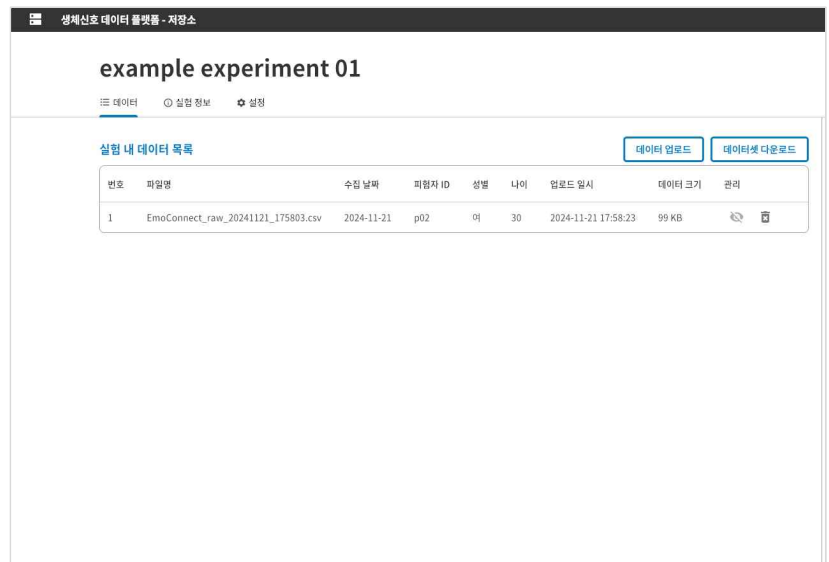 생체신호 데이터 플랫폼 - 저장소
example experiment 01
데이터 실험 정보 설정
실험 내 데이터 목록 데이터 업로드 데이터셋 다운로드
번호 파일명 수집 날짜 피험자 ID 성별 나이 업로드 일시 데이터 크기 관리
1 EmoConnect_raw_20241121_175803.csv 2024-11-21 p02 여 30 2024-11-21 17:58:23 99 KB